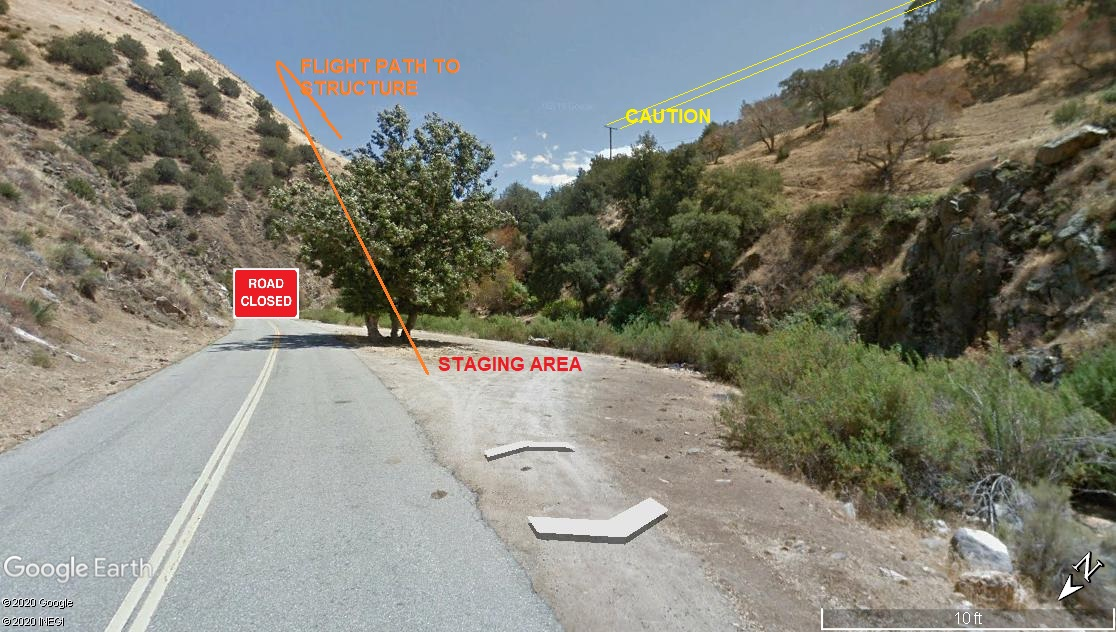 FLIGHT PATH TO
STRUCTURE
CAUTION
ROAD
CLOSED
STAGING AREA
Google Earth
© 2020 Google
© 2020 INEGI
N
10 ft